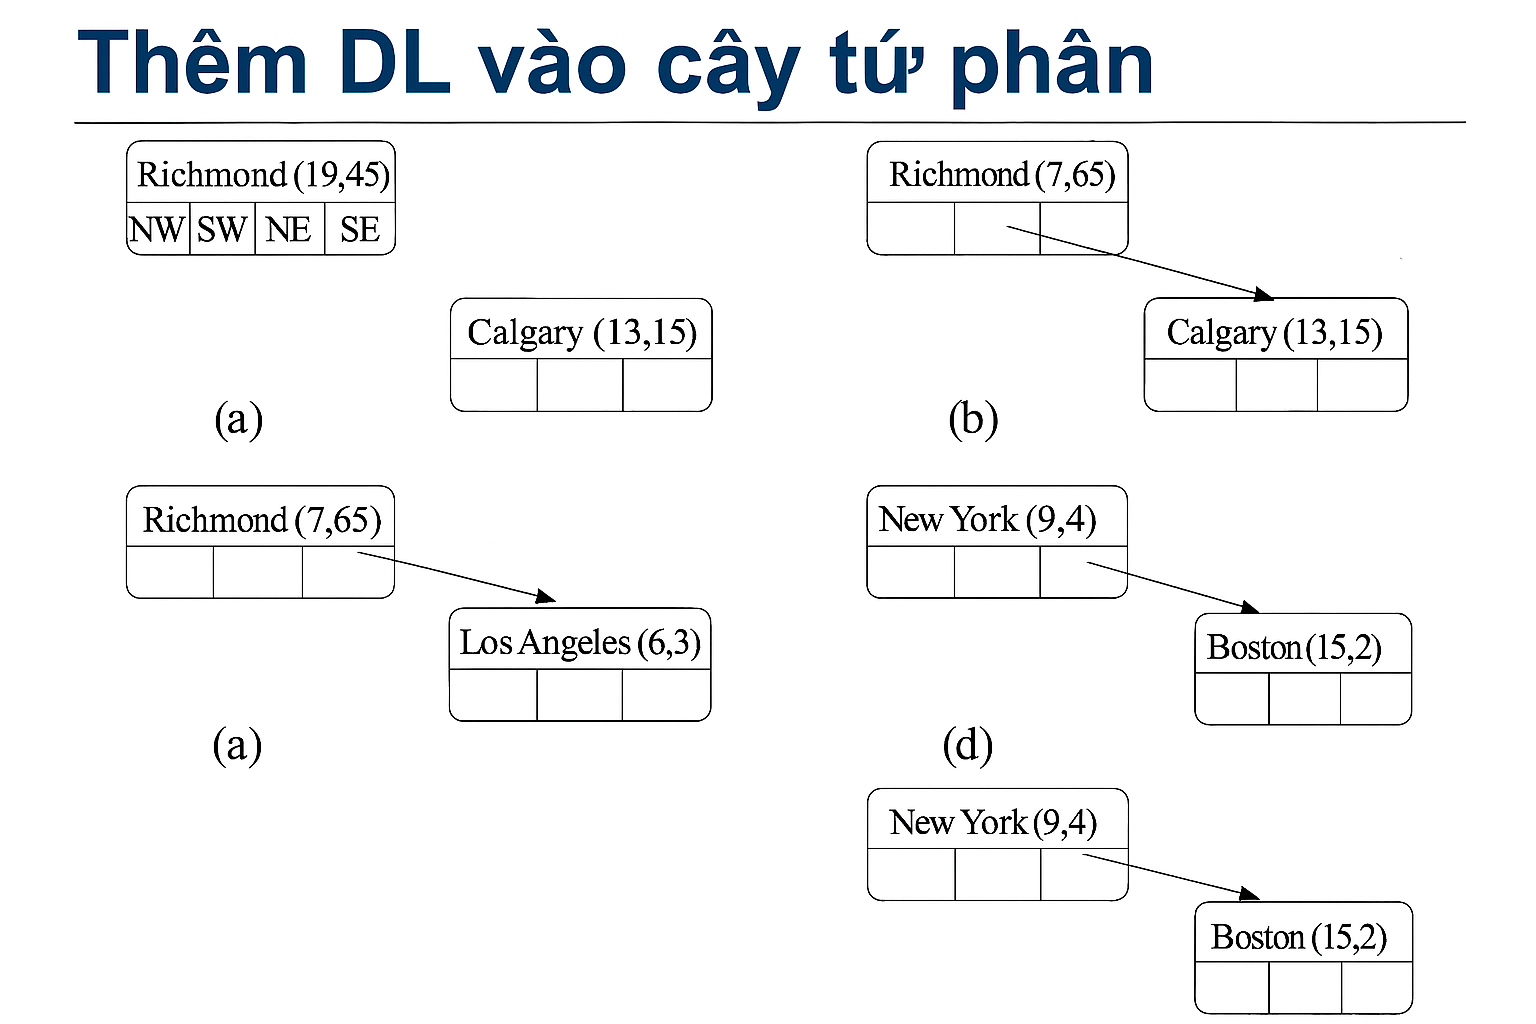 Thêm DL vào cây tứ phân
Richmond (19,45)
NW SW NE SE
Calgary (13,15)
(a)
Richmond (7,65)
Calgary (13,15)
(b)
Richmond (7,65)
Los Angeles (6,3)
(a)
New York (9,4)
Boston (15,2)
(d)
New York (9,4)
Boston (15,2)